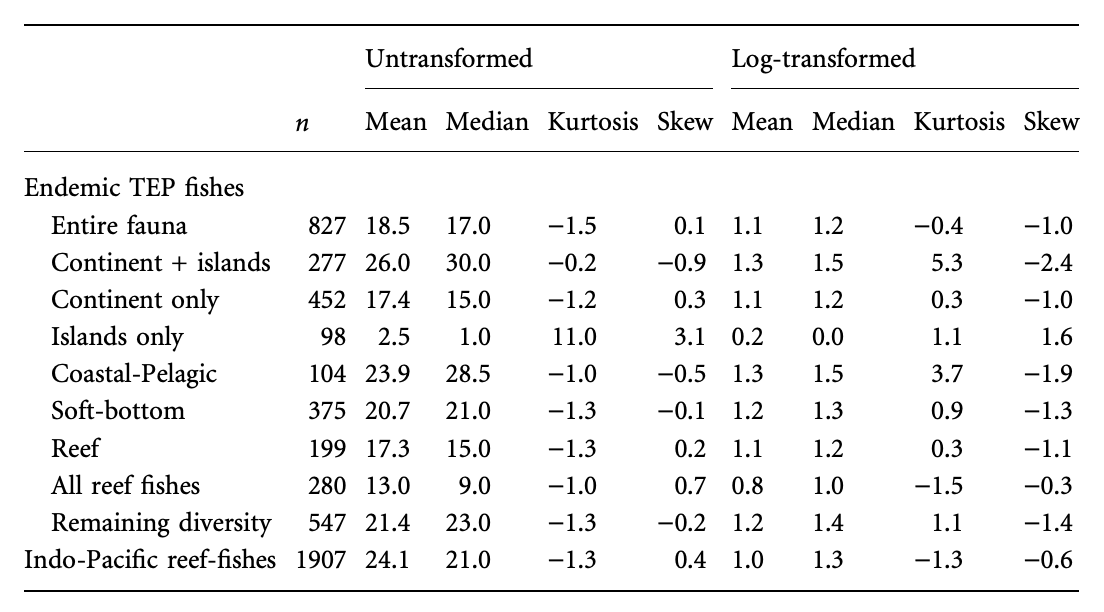 Untransformed Log-transformed
n Mean Median Kurtosis Skew Mean Median Kurtosis Skew
Endemic TEP fishes
Entire fauna 827 18.5 17.0 −1.5 0.1 1.1 1.2 −0.4 −1.0
Continent + islands 277 26.0 30.0 −0.2 −0.9 1.3 1.5 5.3 −2.4
Continent only 452 17.4 15.0 −1.2 0.3 1.1 1.2 0.3 −1.0
Islands only 98 2.5 1.0 11.0 3.1 0.2 0.0 1.1 1.6
Coastal-Pelagic 104 23.9 28.5 −1.0 −0.5 1.3 1.5 3.7 −1.9
Soft-bottom 375 20.7 21.0 −1.3 −0.1 1.2 1.3 0.9 −1.3
Reef 199 17.3 15.0 −1.3 0.2 1.1 1.2 0.3 −1.1
All reef fishes 280 13.0 9.0 −1.0 0.7 0.8 1.0 −1.5 −0.3
Remaining diversity 547 21.4 23.0 −1.3 −0.2 1.2 1.4 1.1 −1.4
Indo-Pacific reef-fishes 1907 24.1 21.0 −1.3 0.4 1.0 1.3 −1.3 −0.6